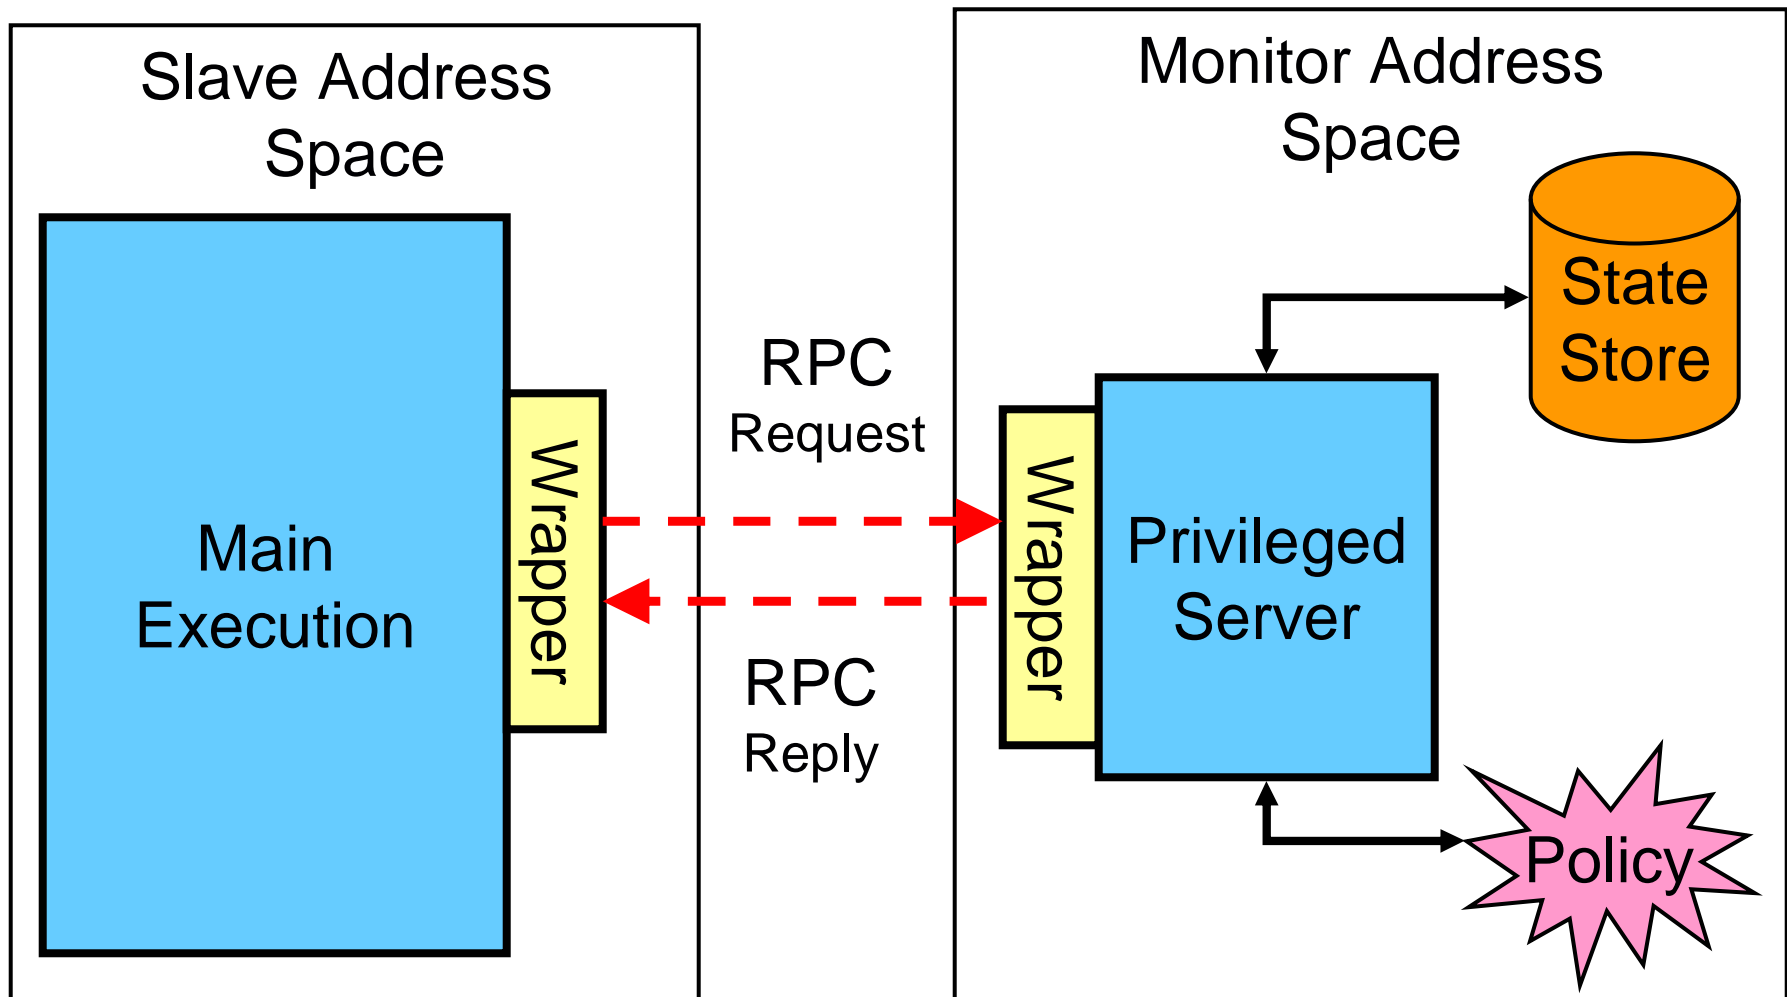 Slave Address
Space
Main
Execution
Wrapper
RPC
Request
RPC
Reply
Monitor Address
Space
Wrapper
Privileged
Server
State
Store
Policy